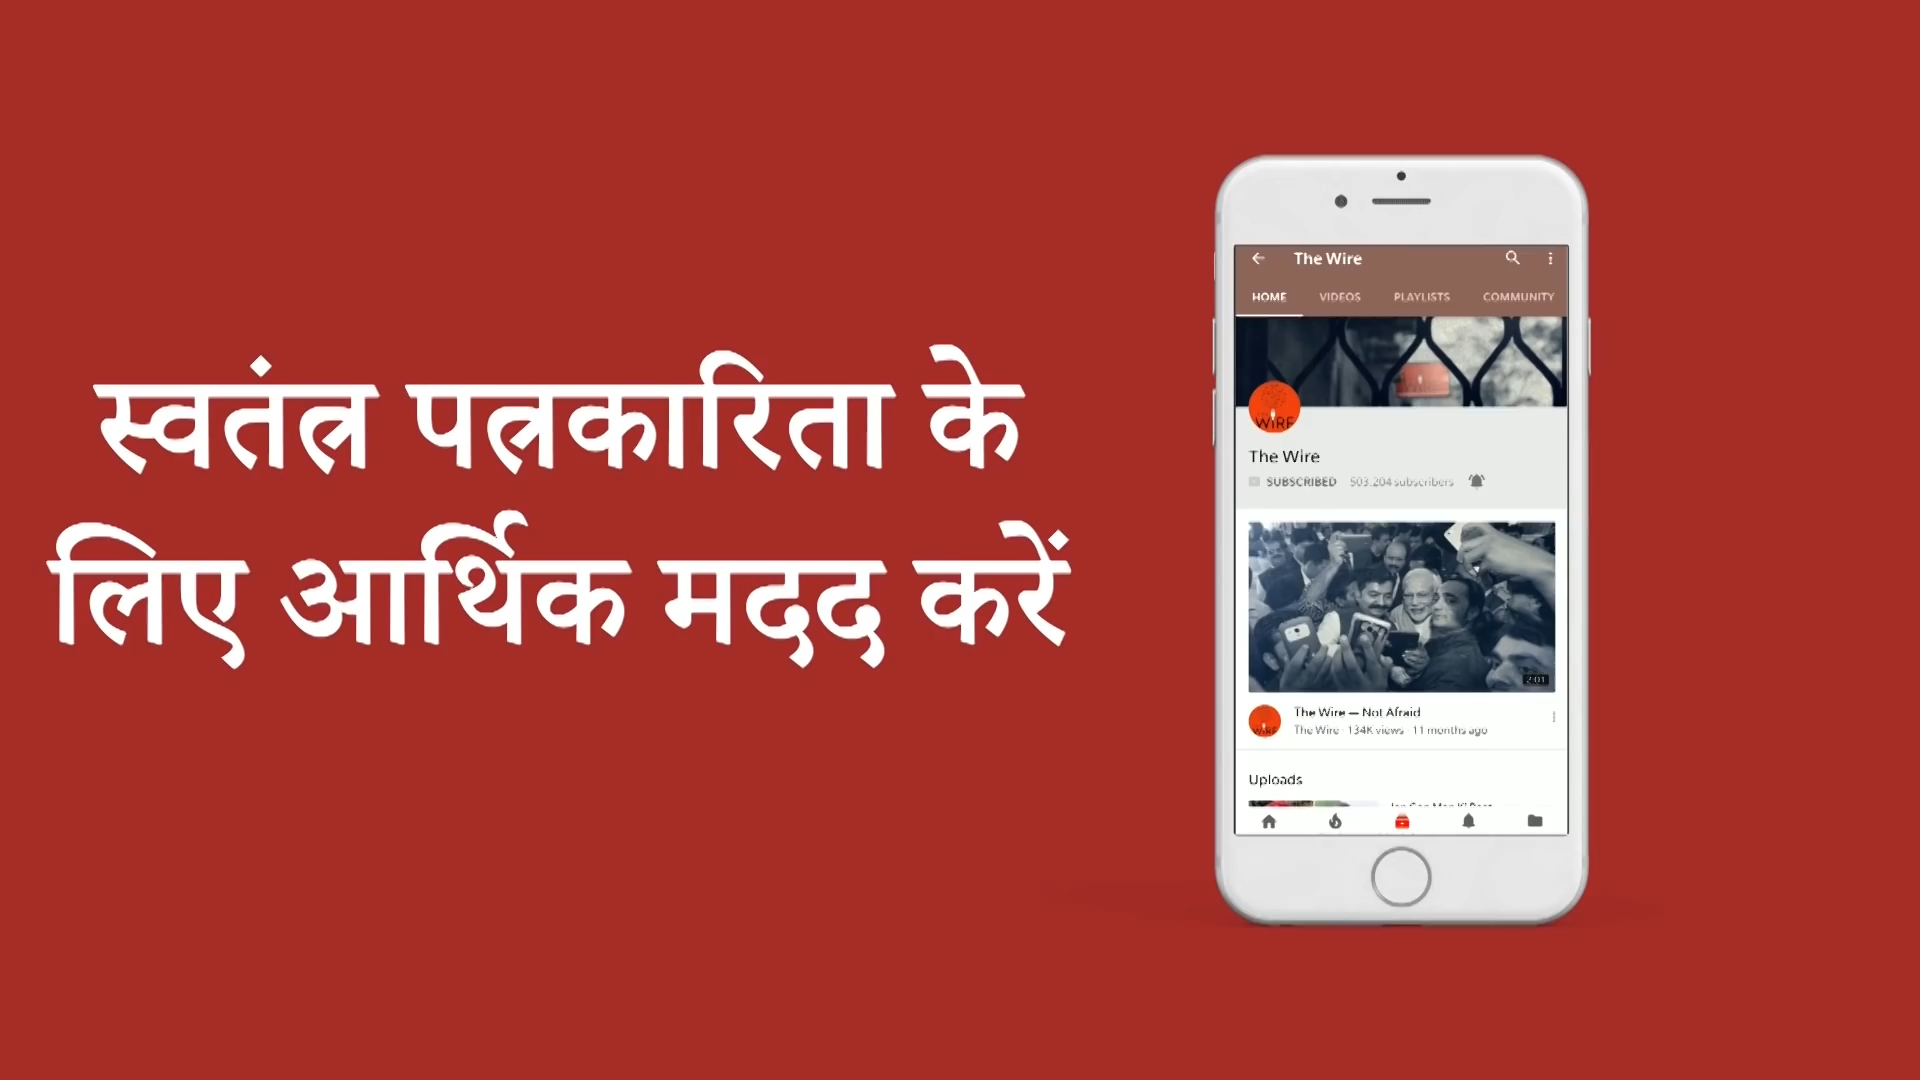 स्वतंत्र पत्रकारिता के
लिए आर्थिक मदद करें
The Wire
HOME VIDEOS PLAYLISTS COMMUNITY
WIRE
The Wire
SUBSCRIBED 503,204 subscribers
2:01
The Wire — Not Afraid
The Wire · 134K views · 11 months ago
WIRE
Uploads